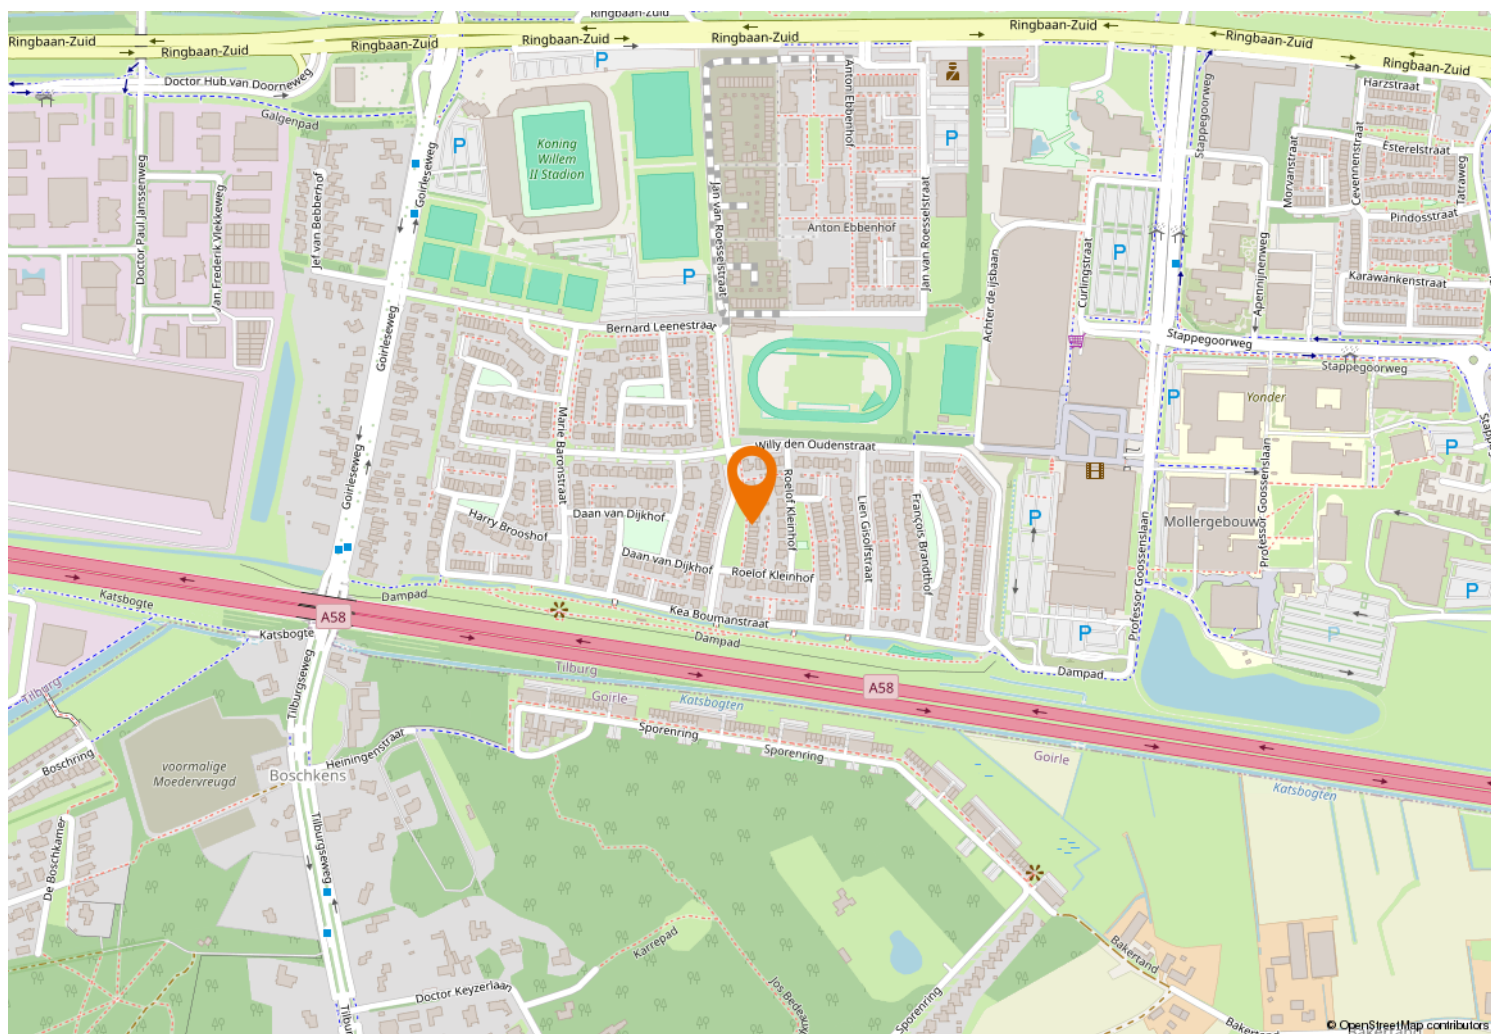 Ringbaan-Zuid
Ringbaan-Zuid
Ringbaan-Zuid
Ringbaan-Zuid
Ringbaan-Zuid
Ringbaan-Zuid
Ringbaan-Zuid
Ringbaan-Zuid
Ringbaan-Zuid
Doctor Hub van Doorneweg
Galgenpad
Goirleseweg
P
P
Koning
Willem
II Stadion
Anton Ebbenhof
P
Stappegoorweg
Harzstraat
Esterelstraat
Morvanstraat
Cevennenstraat
Tatraweg
Pindosstraat
Doctor Paul Janssenweg
Jan Frederik Vlekkeweg
Jef van Bebberhof
Jan van Roesselstraat
Anton Ebbenhof
Jan van Roesselstraat
Achter de ijsbaan
Curlingstraat
P
Apennijnenweg
Karawankenstraat
P
Goirleseweg
Bernard Leenestraat
Stappegoorweg
Stappegoorweg
Yonder
P
Marie Baronstraat
Willy den Oudenstraat
Goirleseweg
P
Roelof Kleinhof
Lien Gisolfstraat
François Brandthof
Harry Brooshof
Daan van Dijkhof
Daan van Dijkhof
Roelof Kleinhof
P
Mollergebouw
Professor Goossenslaan
Professor Goossenslaan
P
P
P
Kea Boumanstraat
Dampad
Dampad
Dampad
A58
A58
Katsbogte
Katsbogte
Tilburg
Tilburg
Goirle
Katsbogten
Tilburgseweg
Sporenring
Sporenring
Goirle
Katsbogten
Boschring
voormalige
Moedervreugd
Boschkens
Heiningenstraat
De Boschkamer
Tilburgseweg
Karrepad
Doctor Keyzerlaan
Jos Bedeaux
Sporenring
Bakertand
© OpenStreetMap contributors